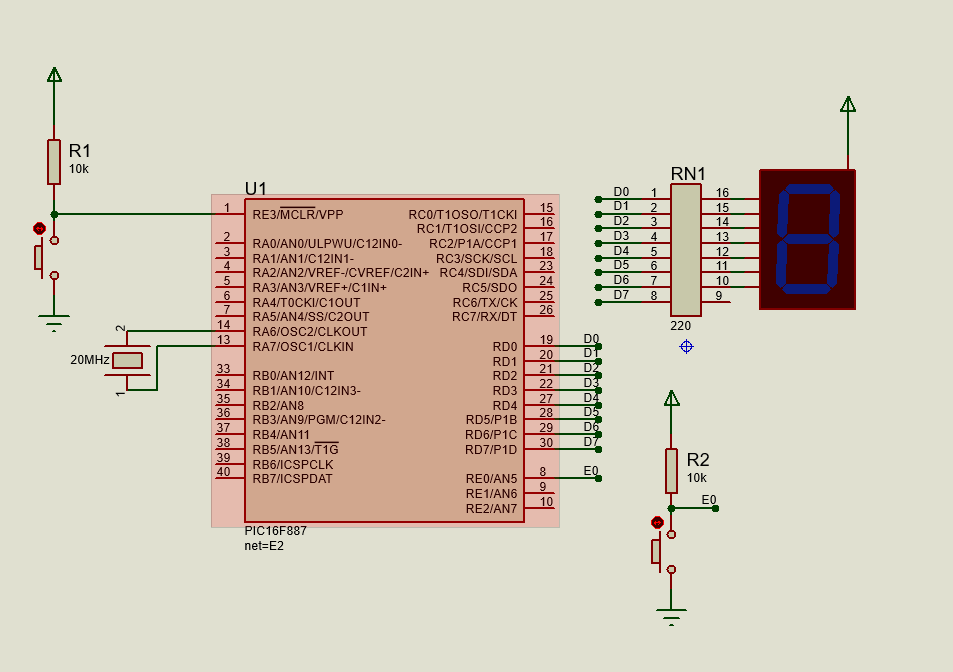 R1
10k
20MHz
2
1
U1
1 RE3/MCLR/VPP
2 RA0/AN0/ULPWU/C12IN0-
3 RA1/AN1/C12IN1-
4 RA2/AN2/VREF-/CVREF/C2IN+
5 RA3/AN3/VREF+/C1IN+
6 RA4/T0CKI/C1OUT
7 RA5/AN4/SS/C2OUT
14 RA6/OSC2/CLKOUT
13 RA7/OSC1/CLKIN
33 RB0/AN12/INT
34 RB1/AN10/C12IN3-
35 RB2/AN8
36 RB3/AN9/PGM/C12IN2-
37 RB4/AN11
38 RB5/AN13/T1G
39 RB6/ICSPCLK
40 RB7/ICSPDAT
RC0/T1OSO/T1CKI 15
RC1/T1OSI/CCP2 16
RC2/P1A/CCP1 17
RC3/SCK/SCL 18
RC4/SDI/SDA 23
RC5/SDO 24
RC6/TX/CK 25
RC7/RX/DT 26
RD0 19 D0
RD1 20 D1
RD2 21 D2
RD3 22 D3
RD4 27 D4
RD5/P1B 28 D5
RD6/P1C 29 D6
RD7/P1D 30 D7
RE0/AN5 8 E0
RE1/AN6 9
RE2/AN7 10
PIC16F887
net=E2
RN1
D0 1 16
D1 2 15
D2 3 14
D3 4 13
D4 5 12
D5 6 11
D6 7 10
D7 8 9
220
R2
10k
E0